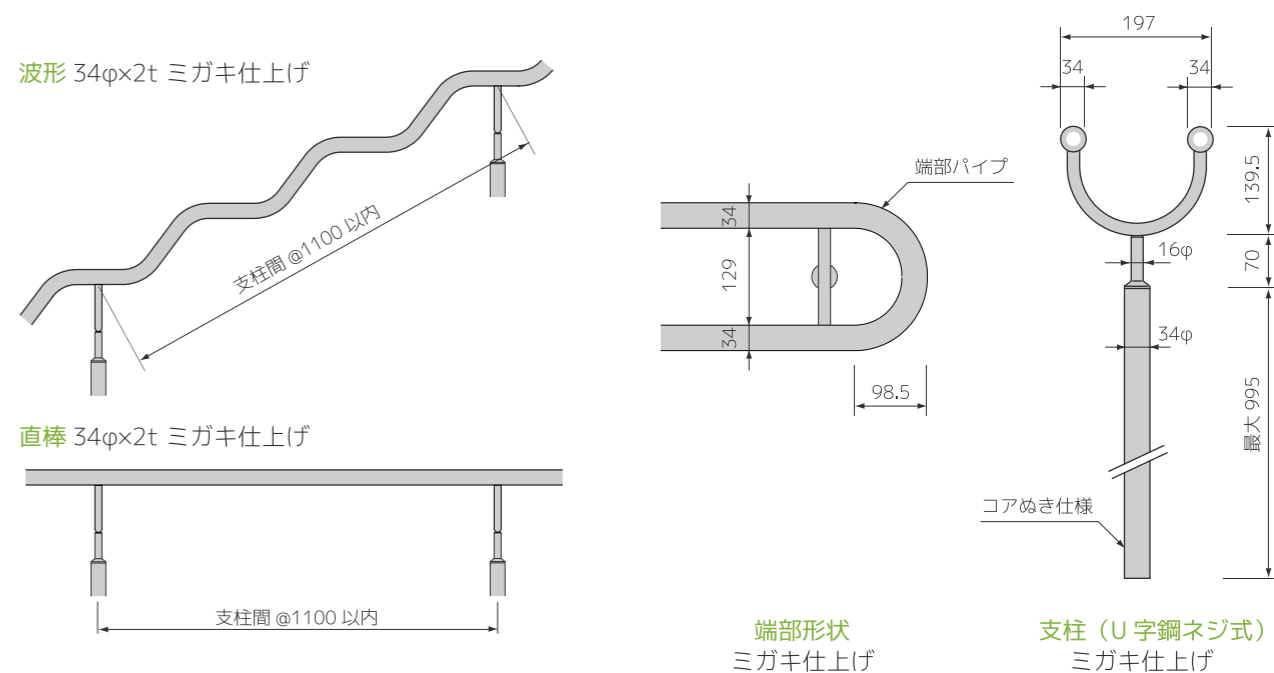 波形 34φ×2t ミガキ仕上げ
支柱間 @1100 以内
直棒 34φ×2t ミガキ仕上げ
支柱間 @1100 以内
端部パイプ
34
129
34
98.5
端部形状
ミガキ仕上げ
197
34
34
139.5
16φ
70
34φ
最大 995
コアぬき仕様
支柱（U 字鋼ネジ式）
ミガキ仕上げ